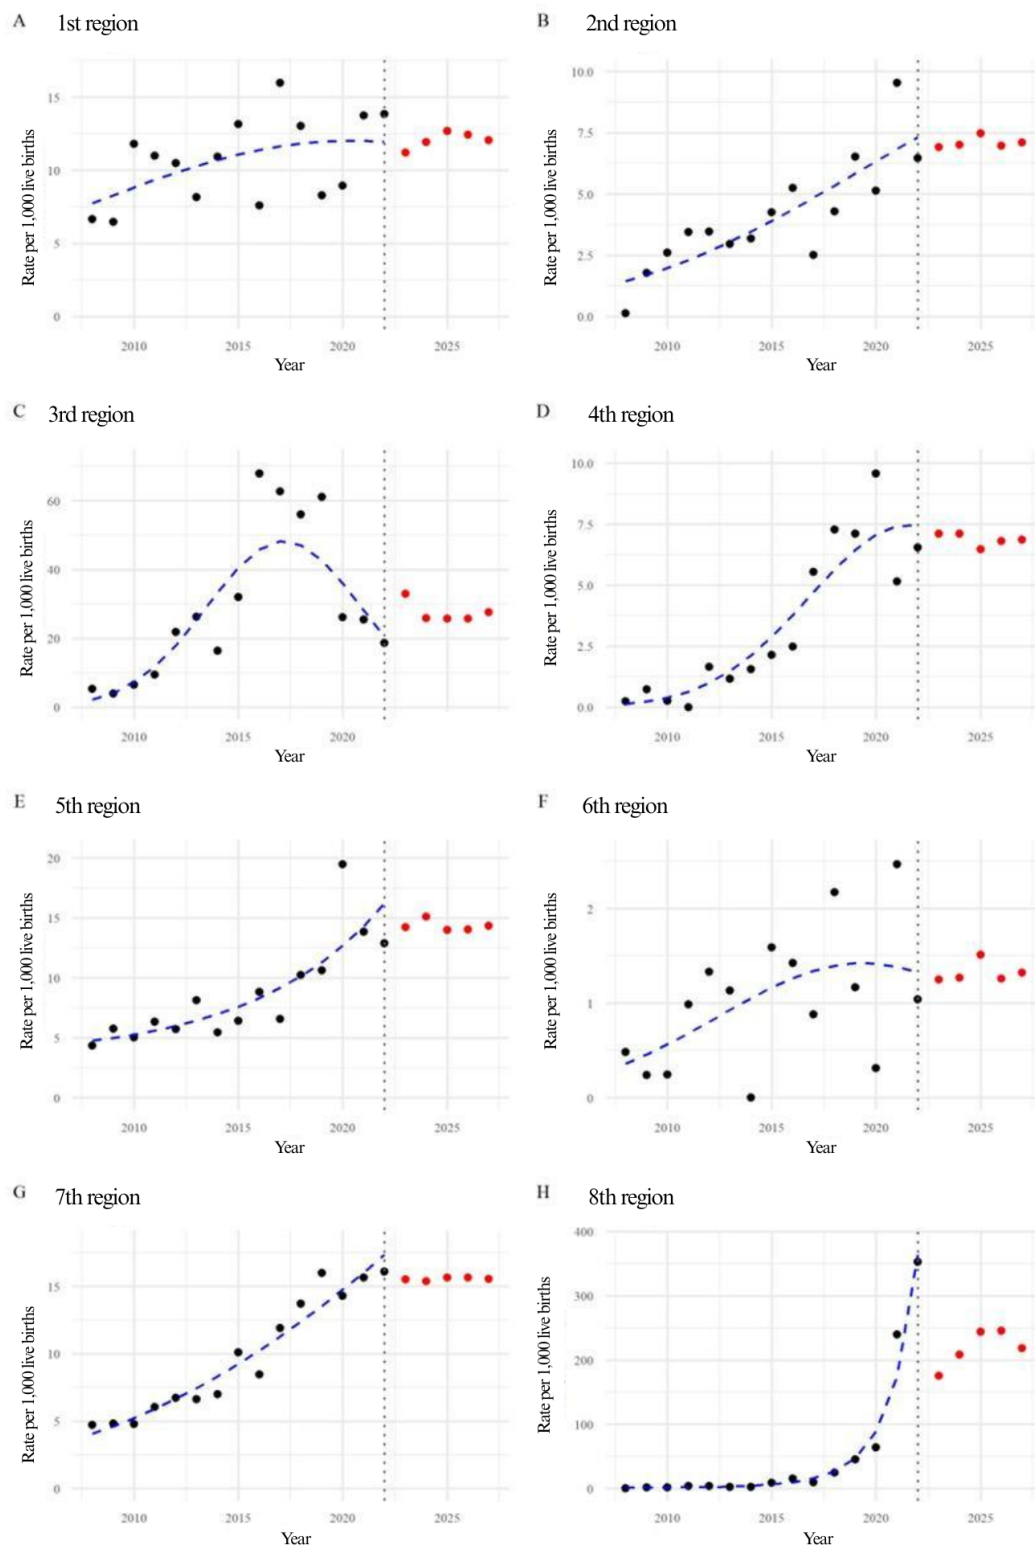 A 1st region
15
10
5
0
Rate per 1,000 live births
2010 2015 2020 2025
Year
B 2nd region
10.0
7.5
5.0
2.5
0.0
Rate per 1,000 live births
2010 2015 2020 2025
Year
C 3rd region
60
40
20
0
Rate per 1,000 live births
2010 2015 2020 2025
Year
D 4th region
10.0
7.5
5.0
2.5
0.0
Rate per 1,000 live births
2010 2015 2020 2025
Year
E 5th region
20
15
10
5
0
Rate per 1,000 live births
2010 2015 2020 2025
Year
F 6th region
2
1
0
Rate per 1,000 live births
2010 2015 2020 2025
Year
G 7th region
15
10
5
0
Rate per 1,000 live births
2010 2015 2020 2025
Year
H 8th region
400
300
200
100
0
Rate per 1,000 live births
2010 2015 2020 2025
Year